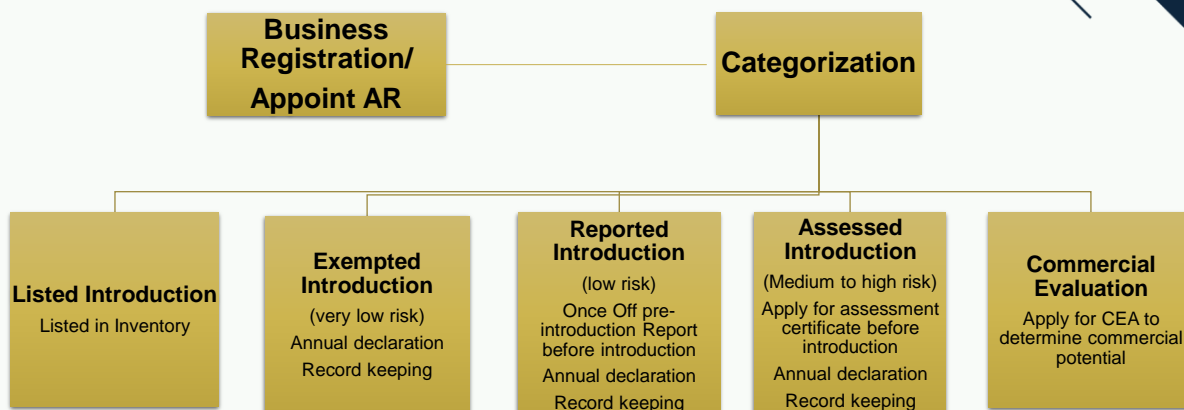 Business
Registration/
Appoint AR
Categorization
Listed Introduction
Listed in Inventory
Exempted
Introduction
(very low risk)
Annual declaration
Record keeping
Reported
Introduction
(low risk)
Once Off pre-
introduction Report
before introduction
Annual declaration
Record keeping
Assessed
Introduction
(Medium to high risk)
Apply for assessment
certificate before
introduction
Annual declaration
Record keeping
Commercial
Evaluation
Apply for CEA to
determine commercial
potential